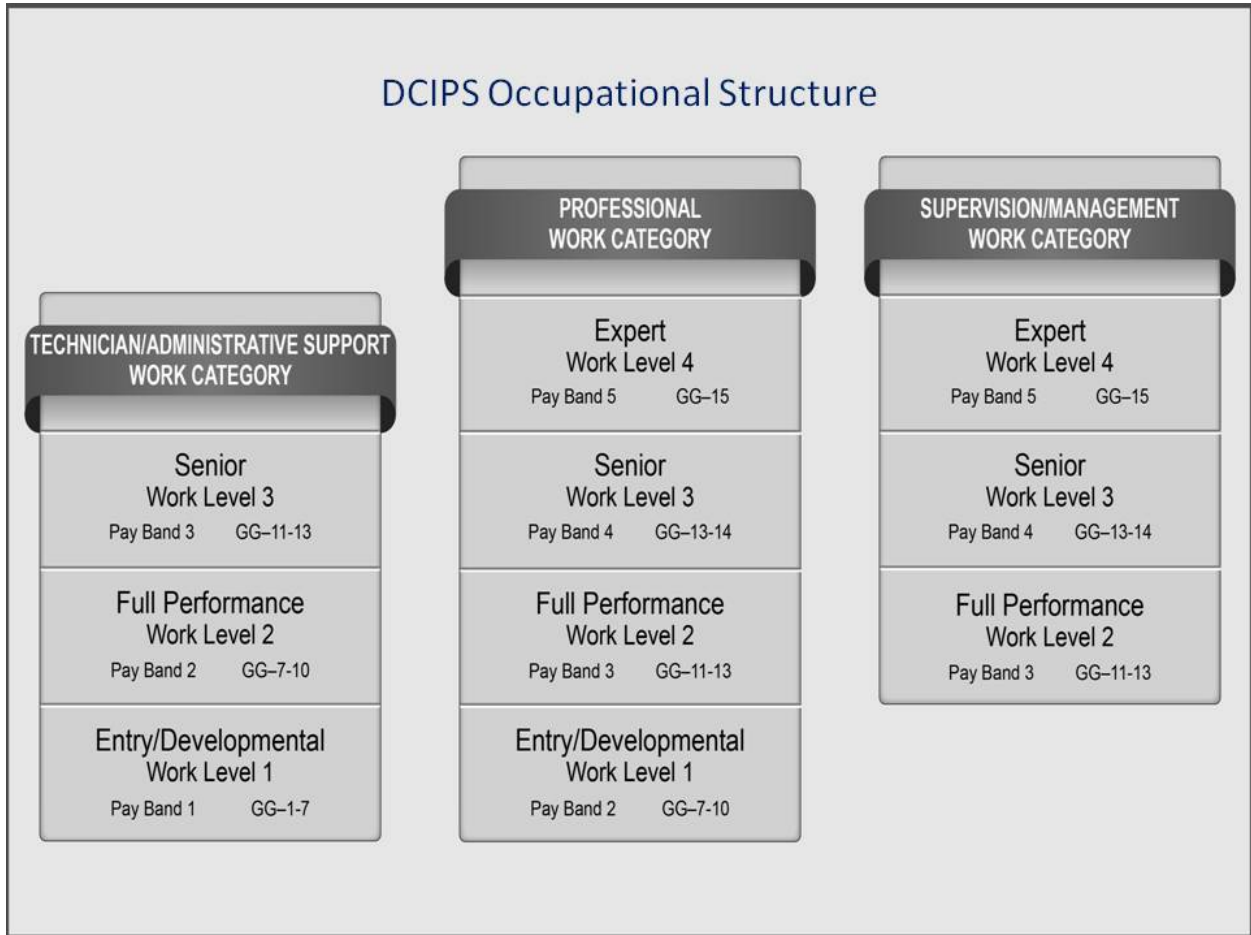 DCIPS Occupational Structure
TECHNICIAN/ADMINISTRATIVE SUPPORT
WORK CATEGORY
Senior
Work Level 3
Pay Band 3 GG–11-13
Full Performance
Work Level 2
Pay Band 2 GG–7-10
Entry/Developmental
Work Level 1
Pay Band 1 GG–1-7
PROFESSIONAL
WORK CATEGORY
Expert
Work Level 4
Pay Band 5 GG–15
Senior
Work Level 3
Pay Band 4 GG–13-14
Full Performance
Work Level 2
Pay Band 3 GG–11-13
Entry/Developmental
Work Level 1
Pay Band 2 GG–7-10
SUPERVISION/MANAGEMENT
WORK CATEGORY
Expert
Work Level 4
Pay Band 5 GG–15
Senior
Work Level 3
Pay Band 4 GG–13-14
Full Performance
Work Level 2
Pay Band 3 GG–11-13